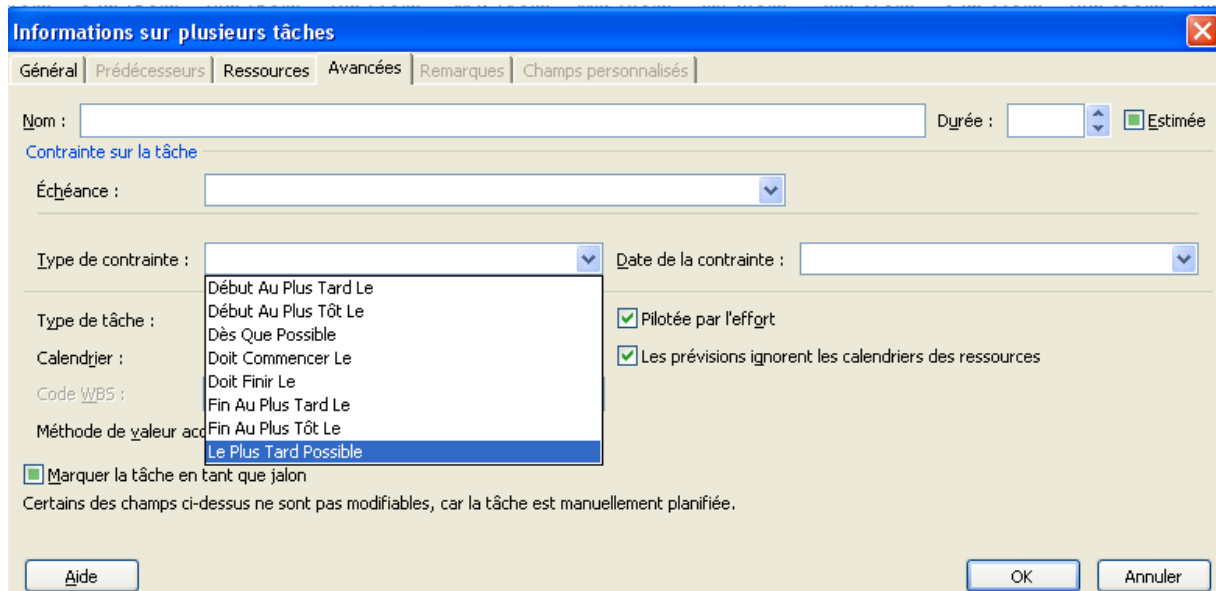 Informations sur plusieurs tâches
Général Prédécesseurs Ressources Avancées Remarques Champs personnalisés
Nom : Durée : Estimée
Contrainte sur la tâche
Échéance :
Type de contrainte : Date de la contrainte :
Début Au Plus Tard Le
Début Au Plus Tôt Le
Type de tâche : Pilotée par l'effort
Dès Que Possible
Calendrier : Doit Commencer Le Les prévisions ignorent les calendriers des ressources
Doit Finir Le
Code WBS :
Fin Au Plus Tard Le
Méthode de valeur acq Fin Au Plus Tôt Le
Le Plus Tard Possible
Marquer la tâche en tant que jalon
Certains des champs ci-dessus ne sont pas modifiables, car la tâche est manuellement planifiée.
Aide OK Annuler